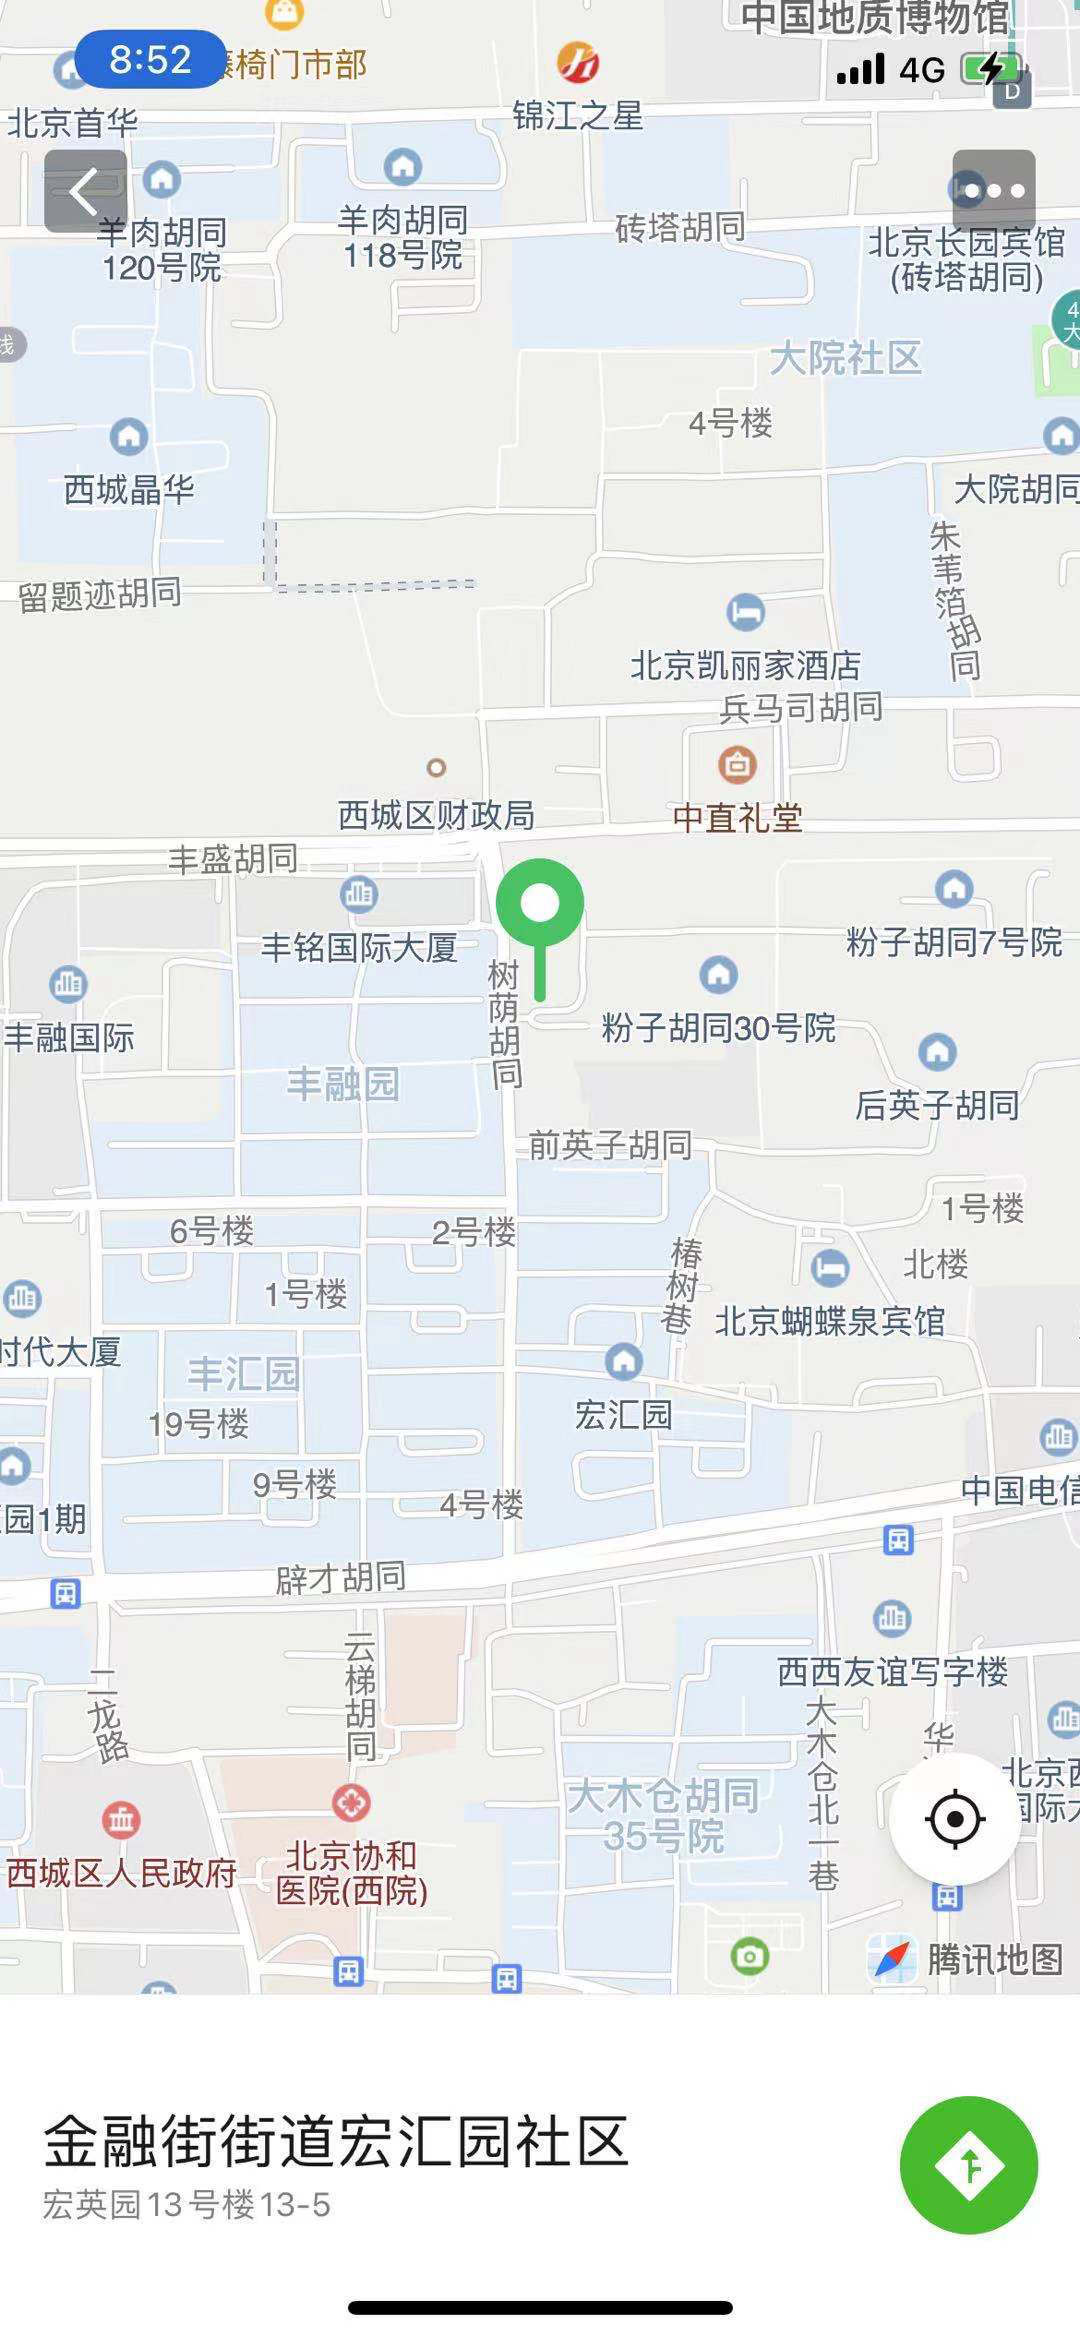 中国地质博物馆
8:52
椅门市部
4G
锦江之星
D
北京首华
羊肉胡同
120号院
羊肉胡同
118号院
砖塔胡同
北京长园宾馆
(砖塔胡同)
4
大
线
大院社区
4号楼
西城晶华
大院胡同
朱苇箔胡同
留题迹胡同
北京凯丽家酒店
兵马司胡同
西城区财政局
中直礼堂
丰盛胡同
丰铭国际大厦
粉子胡同7号院
树荫胡同
丰融国际
粉子胡同30号院
丰融园
后英子胡同
前英子胡同
6号楼
2号楼
1号楼
椿树巷
北楼
1号楼
北京蝴蝶泉宾馆
时代大厦
丰汇园
19号楼
宏汇园
9号楼
4号楼
中国电信
园1期
辟才胡同
云梯胡同
二龙路
西西友谊写字楼
大木仓北一巷
华
北京西
国际大
大木仓胡同
35号院
西城区人民政府
北京协和
医院(西院)
腾讯地图
金融街街道宏汇园社区
宏英园13号楼13-5